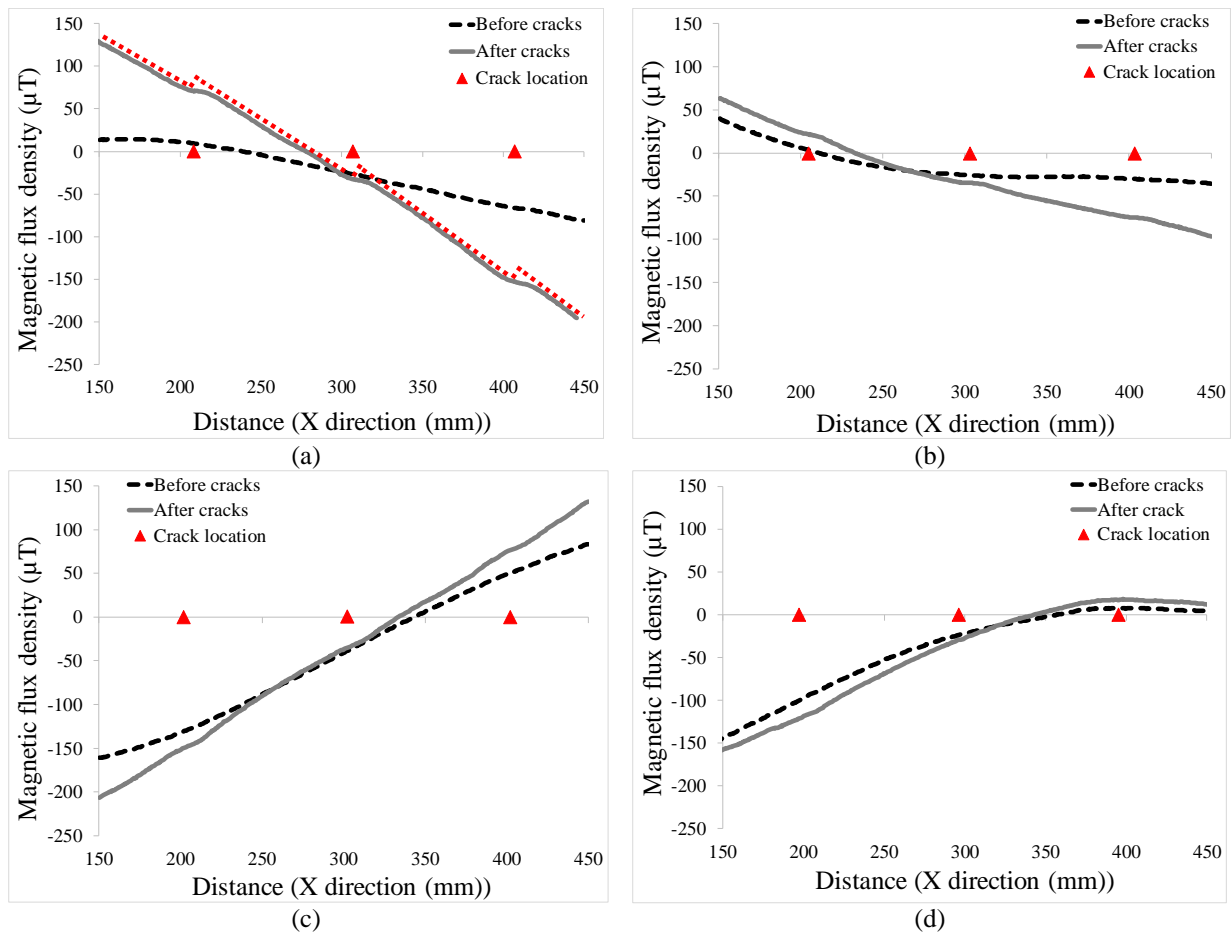 Magnetic flux density (µT)
150
100
50
0
-50
-100
-150
-200
-250
Before cracks
After cracks
Crack location
150 200 250 300 350 400 450
Distance (X direction (mm))
(a)
Magnetic flux density (µT)
150
100
50
0
-50
-100
-150
-200
-250
Before cracks
After cracks
Crack location
150 200 250 300 350 400 450
Distance (X direction (mm))
(b)
Magnetic flux density (µT)
150
100
50
0
-50
-100
-150
-200
-250
Before cracks
After cracks
Crack location
150 200 250 300 350 400 450
Distance (X direction (mm))
(c)
Magnetic flux density (µT)
150
100
50
0
-50
-100
-150
-200
-250
Before cracks
After crack
Crack location
150 200 250 300 350 400 450
Distance (X direction (mm))
(d)